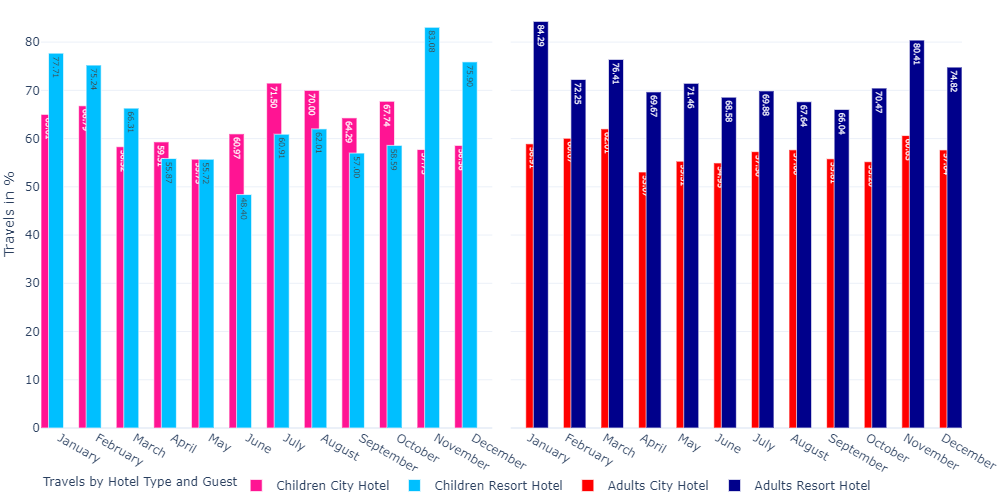 Travels in %
80
70
60
50
40
30
20
10
0
77.71
75.24
66.31
55.87
55.72
60.97
48.40
71.50
60.91
70.00
62.01
64.29
57.00
67.74
58.59
83.08
75.90
84.29
72.25
76.41
69.67
71.46
68.58
69.88
67.64
66.04
70.47
80.41
74.82
January
February
March
April
May
June
July
August
September
October
November
December
January
February
March
April
May
June
July
August
September
October
November
December
Travels by Hotel Type and Guest
Children City Hotel
Children Resort Hotel
Adults City Hotel
Adults Resort Hotel